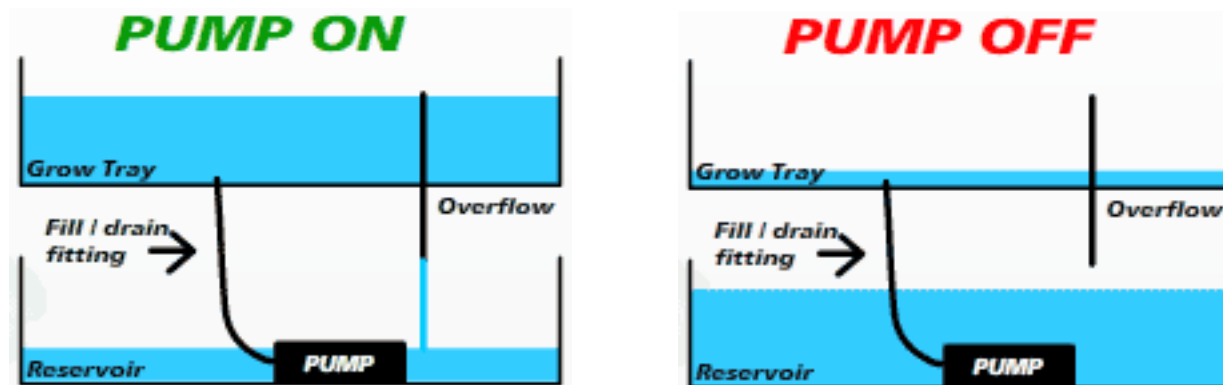 PUMP ON
Grow Tray
Overflow
Fill / drain
fitting
PUMP
Reservoir
PUMP OFF
Grow Tray
Overflow
Fill / drain
fitting
PUMP
Reservoir